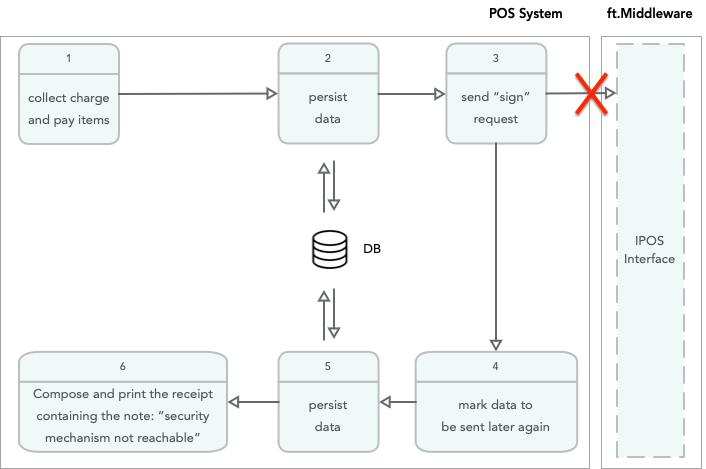 POS System
ft.Middleware
1
collect charge
and pay items
2
persist
data
3
send “sign”
request
IPOS
Interface
DB
6
Compose and print the receipt
containing the note: “security
mechanism not reachable”
5
persist
data
4
mark data to
be sent later again